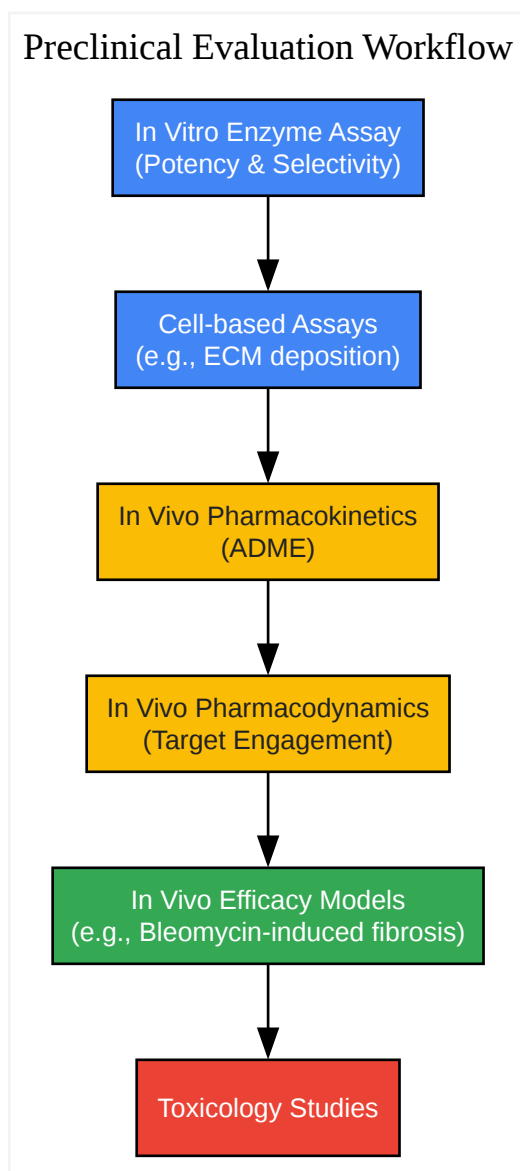 Preclinical Evaluation Workflow
In Vitro Enzyme Assay
(Potency & Selectivity)
Cell-based Assays
(e.g., ECM deposition)
In Vivo Pharmacokinetics
(ADME)
In Vivo Pharmacodynamics
(Target Engagement)
In Vivo Efficacy Models
(e.g., Bleomycin-induced fibrosis)
Toxicology Studies